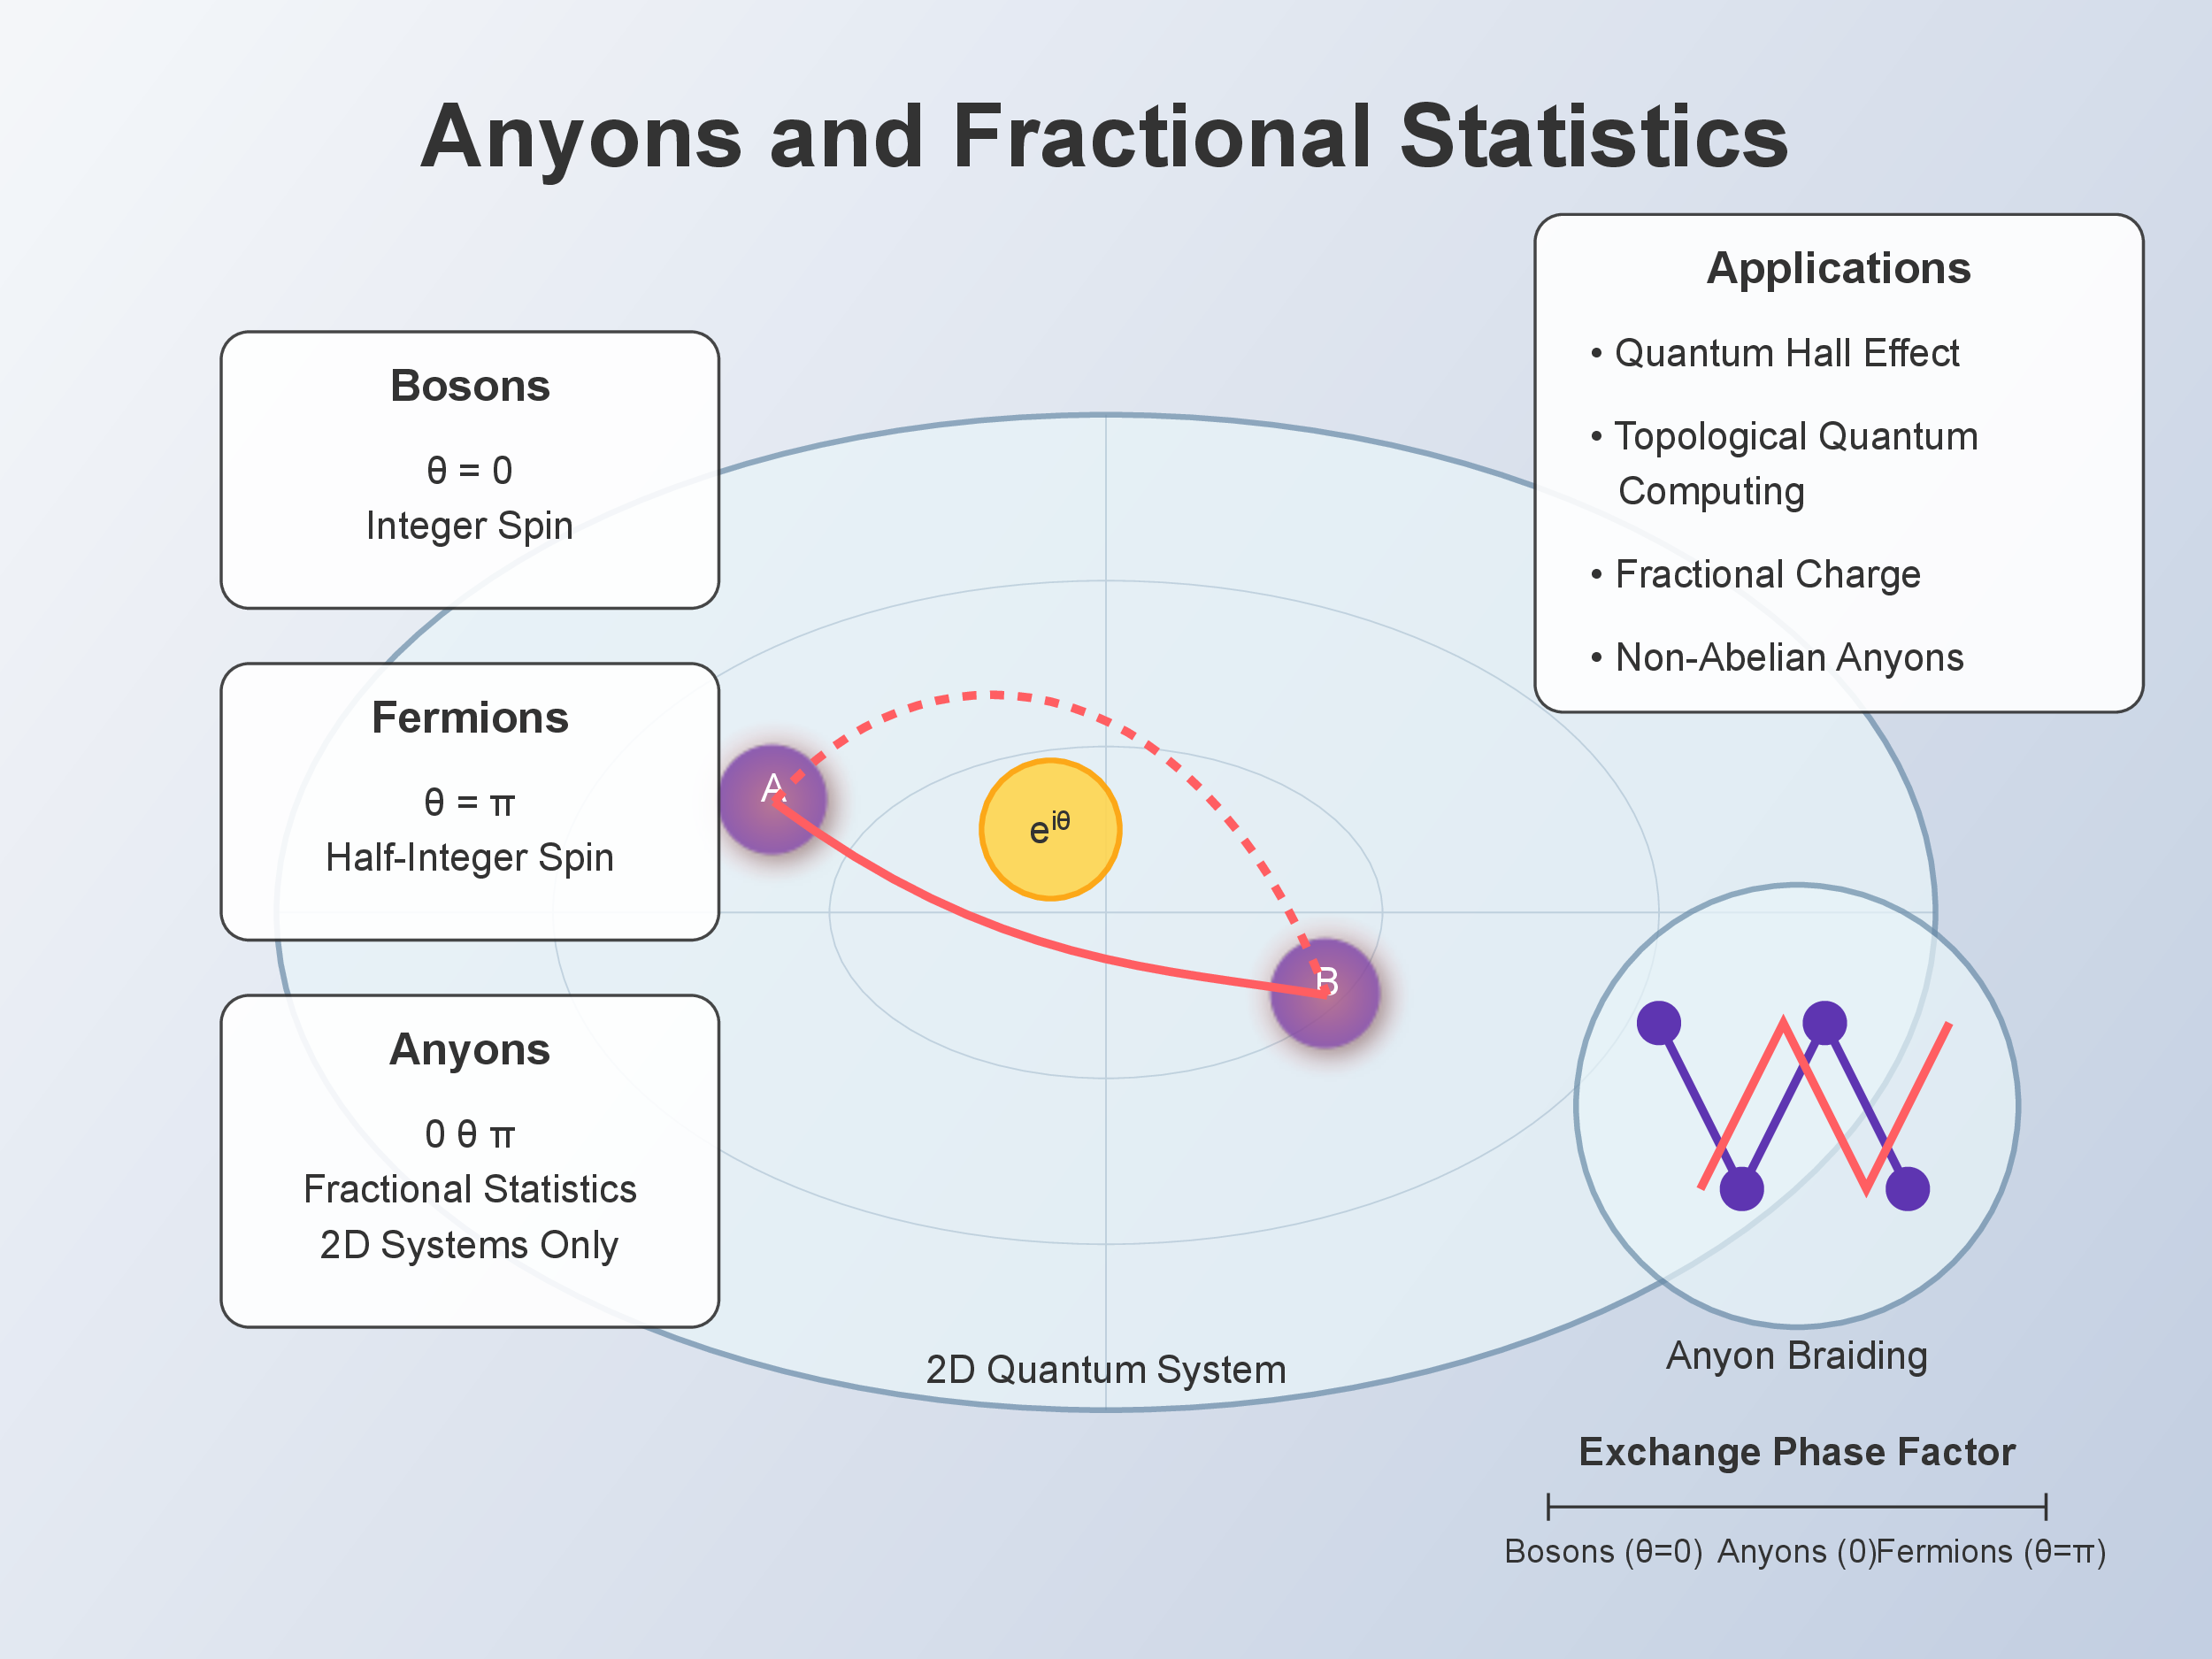 Anyons and Fractional Statistics
Bosons
θ = 0
Integer Spin
Fermions
θ = π
Half-Integer Spin
Anyons
0 θ π
Fractional Statistics
2D Systems Only
Applications
• Quantum Hall Effect
• Topological Quantum
Computing
• Fractional Charge
• Non-Abelian Anyons
A
e^iθ
B
2D Quantum System
Anyon Braiding
Exchange Phase Factor
Bosons (θ=0) Anyons (0) Fermions (θ=π)